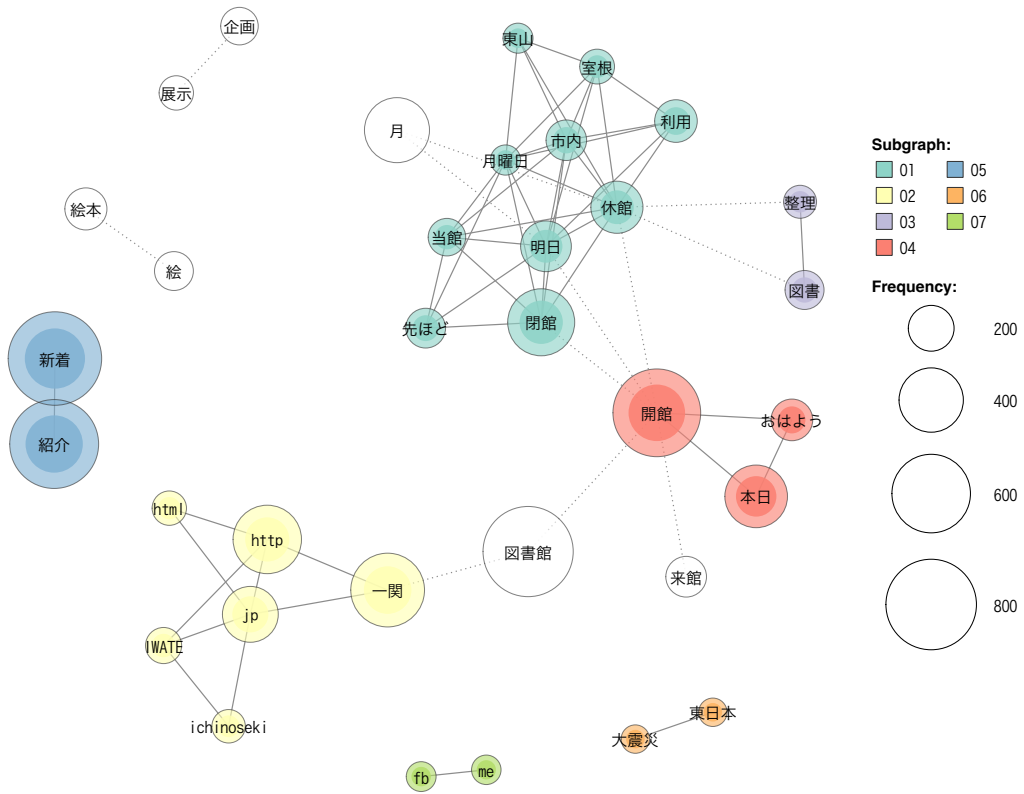 企画
展示
東山
室根
月
利用
市内
月曜日
休館
整理
絵本
当館
明日
絵
図書
先ほど
閉館
新着
紹介
開館
おはよう
本日
html
http
図書館
来館
一関
jp
IWATE
ichinoseki
東日本
大震災
fb
me
Subgraph:
01
05
02
06
03
07
04
Frequency:
200
400
600
800